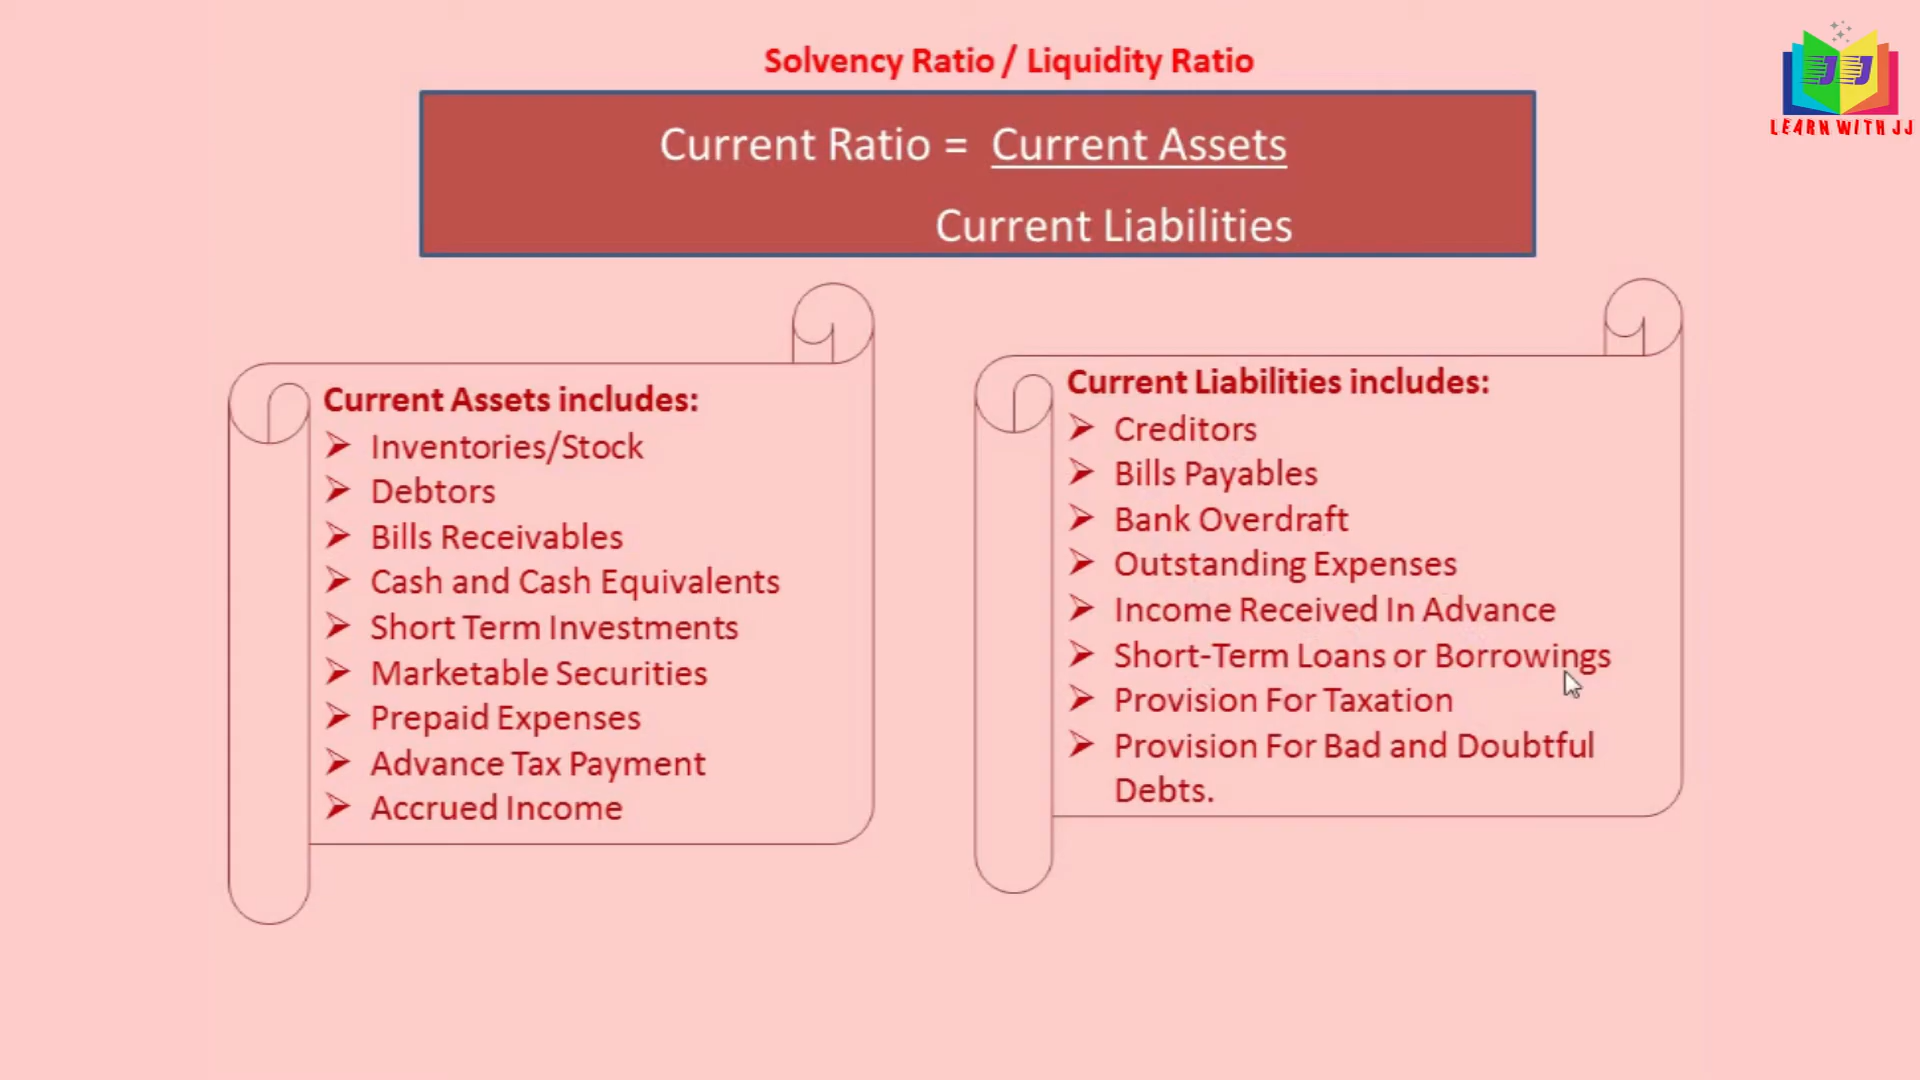 Solvency Ratio / Liquidity Ratio
Current Ratio = Current Assets
Current Liabilities
Current Assets includes:
Inventories/Stock
Debtors
Bills Receivables
Cash and Cash Equivalents
Short Term Investments
Marketable Securities
Prepaid Expenses
Advance Tax Payment
Accrued Income
Current Liabilities includes:
Creditors
Bills Payables
Bank Overdraft
Outstanding Expenses
Income Received In Advance
Short-Term Loans or Borrowings
Provision For Taxation
Provision For Bad and Doubtful
Debts.
JJ
LEARN WITH JJ